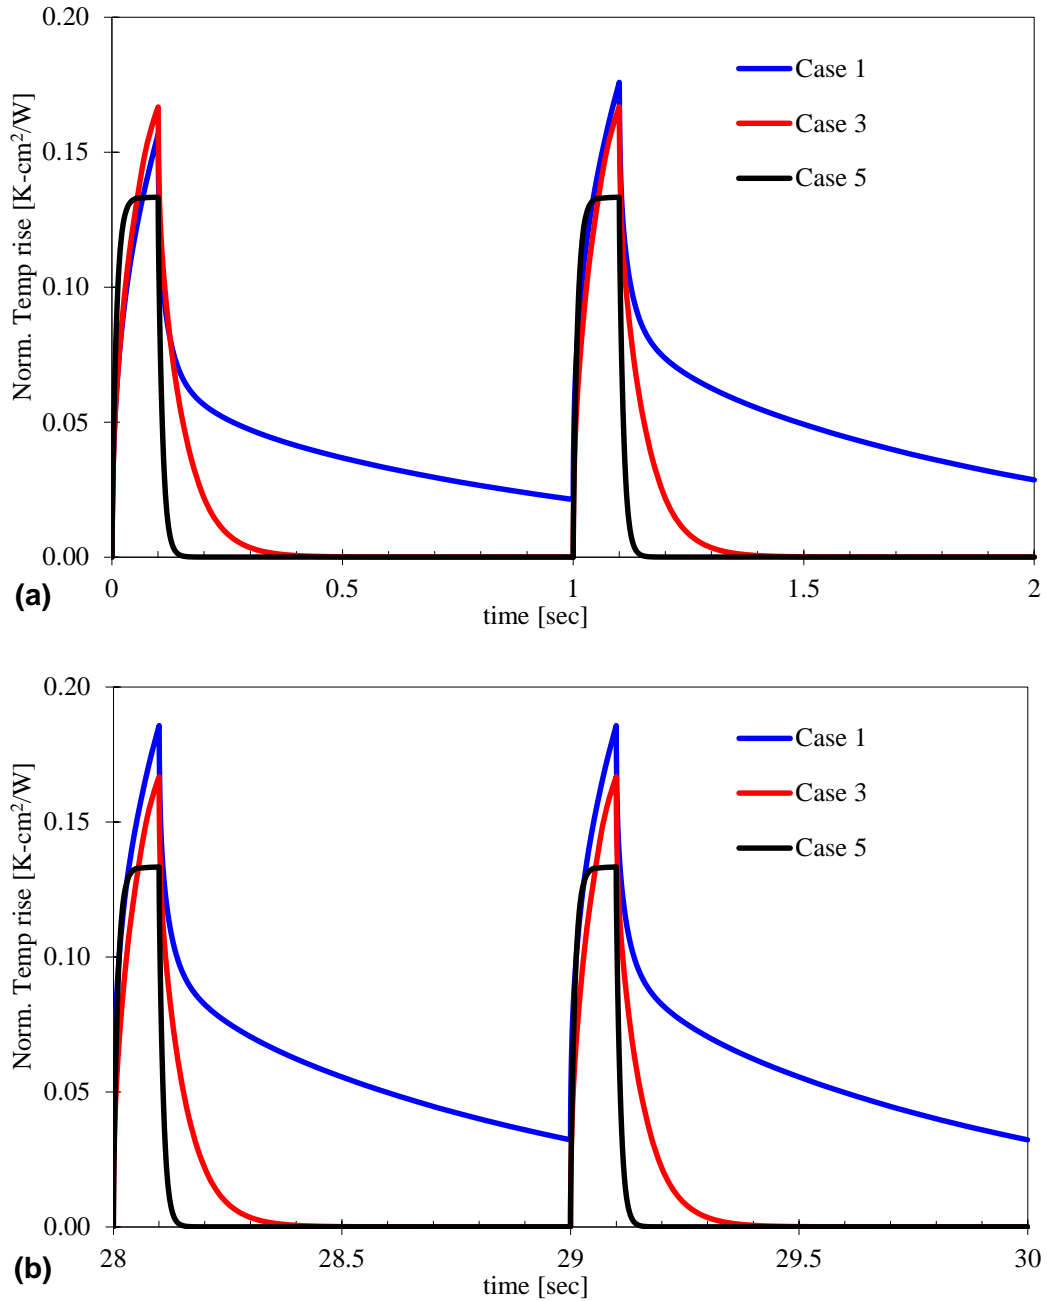 0.20
0.15
0.10
0.05
0.00
Norm. Temp rise [K-cm²/W]
Case 1
Case 3
Case 5
0
0.5
1
1.5
2
time [sec]
(a)
0.20
0.15
0.10
0.05
0.00
Norm. Temp rise [K-cm²/W]
Case 1
Case 3
Case 5
28
28.5
29
29.5
30
time [sec]
(b)